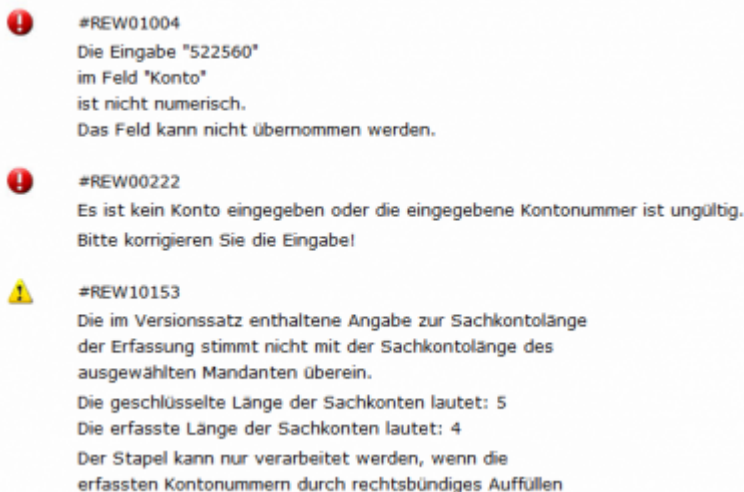 #REW01004
Die Eingabe "522560"
im Feld "Konto"
ist nicht numerisch.
Das Feld kann nicht übernommen werden.
#REW00222
Es ist kein Konto eingegeben oder die eingegebene Kontonummer ist ungültig.
Bitte korrigieren Sie die Eingabe!
#REW10153
Die im Versionssatz enthaltene Angabe zur Sachkontolänge
der Erfassung stimmt nicht mit der Sachkontolänge des
ausgewählten Mandanten überein.
Die geschlüsselte Länge der Sachkonten lautet: 5
Die erfasste Länge der Sachkonten lautet: 4
Der Stapel kann nur verarbeitet werden, wenn die
erfassten Kontonummern durch rechtsbündiges Auffüllen